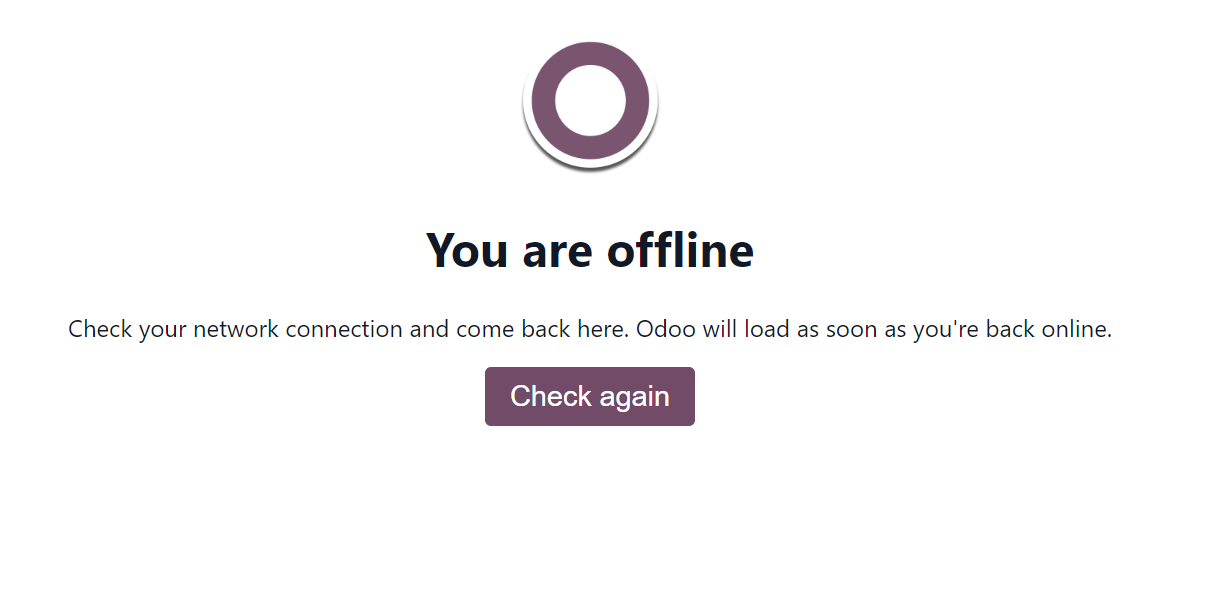 You are offline
Check your network connection and come back here. Odoo will load as soon as you're back online.
Check again